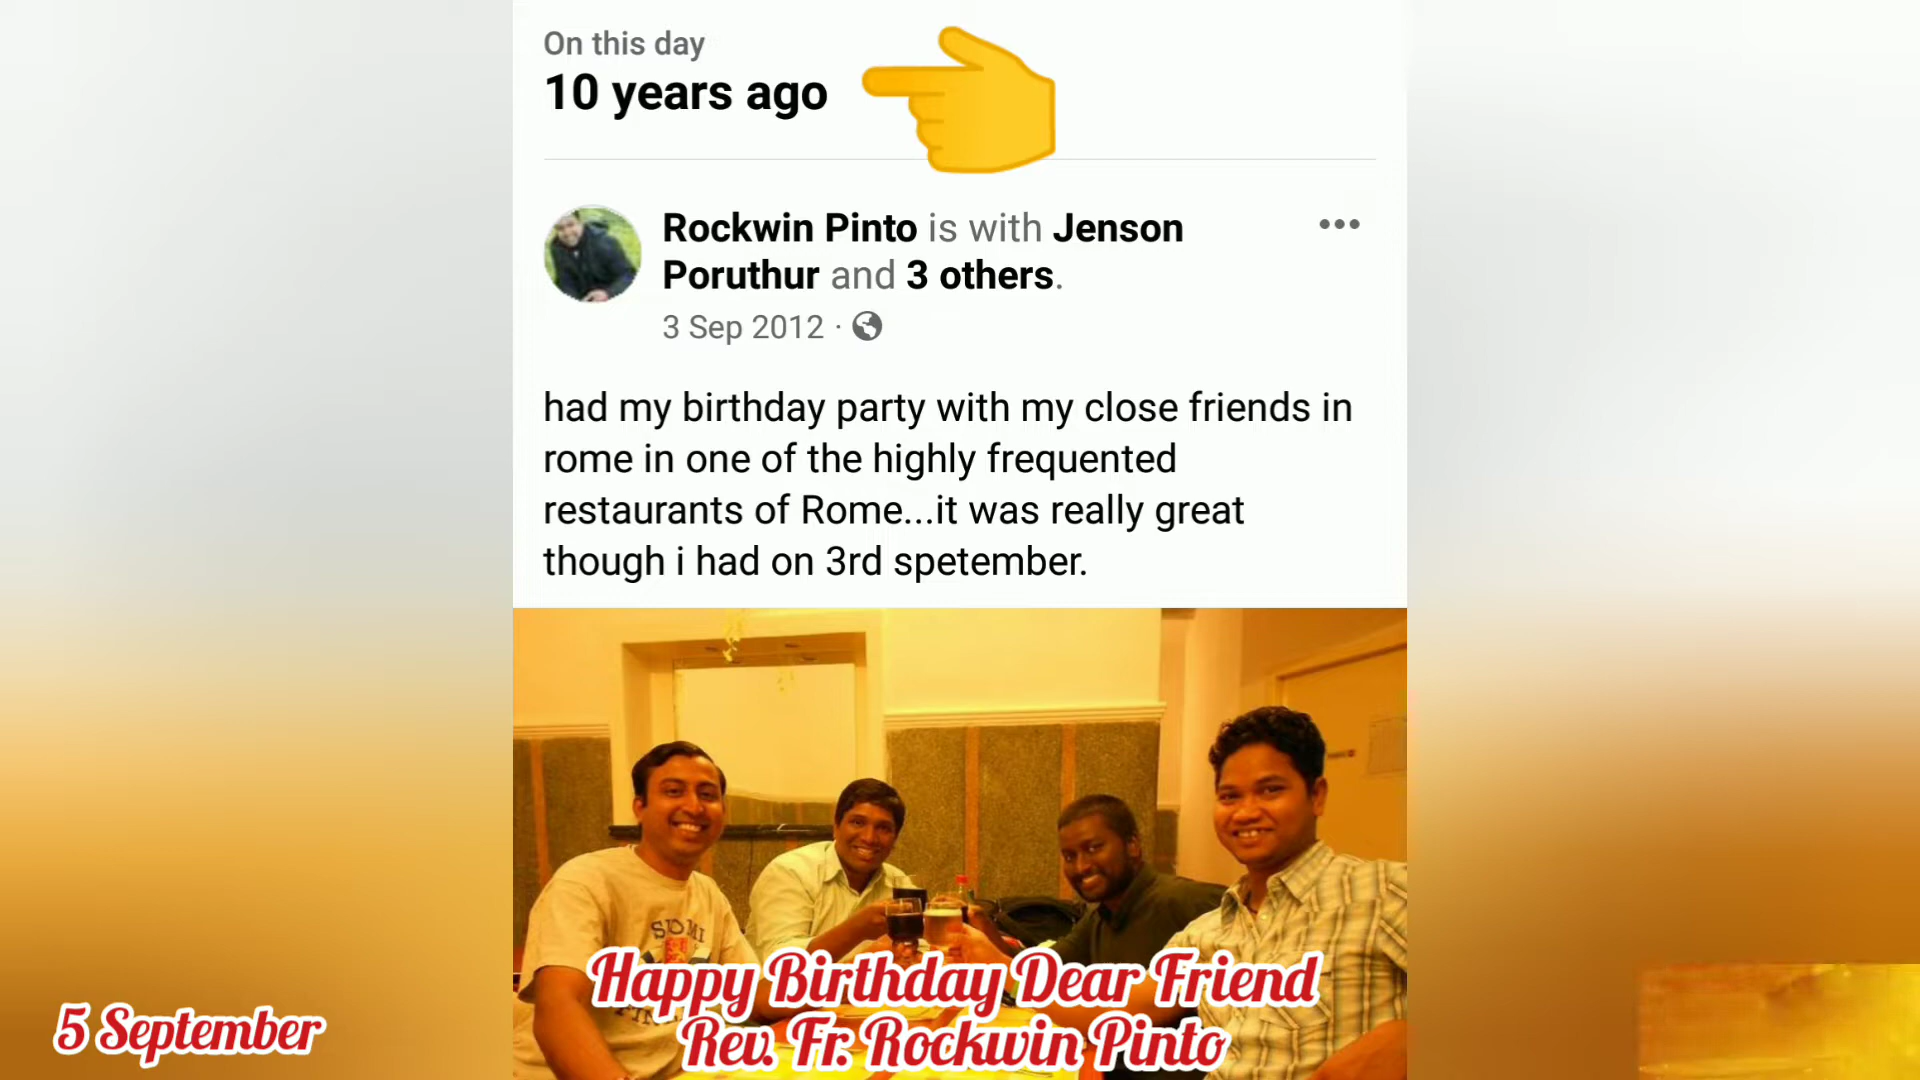 On this day
10 years ago
Rockwin Pinto is with Jenson
Poruthur and 3 others.
3 Sep 2012 ·
had my birthday party with my close friends in
rome in one of the highly frequented
restaurants of Rome...it was really great
though i had on 3rd spetember.
Happy Birthday Dear Friend
Rev. Fr. Rockwin Pinto
5 September